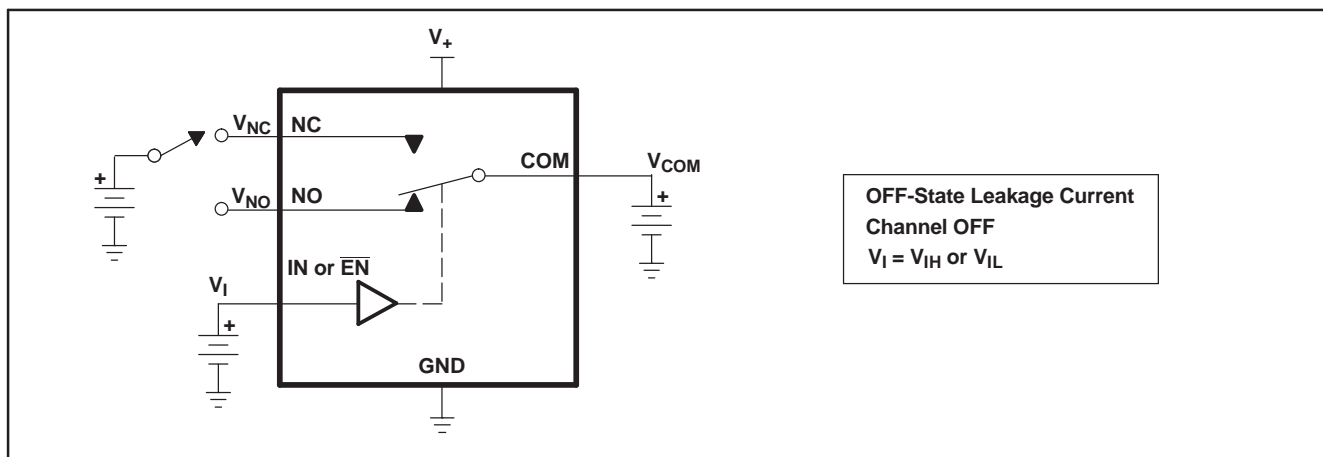 V+
VNC NC
+
COM
VCOM
VNO NO
+
IN or EN
VI
+
GND
OFF-State Leakage Current
Channel OFF
VI = VIH or VIL